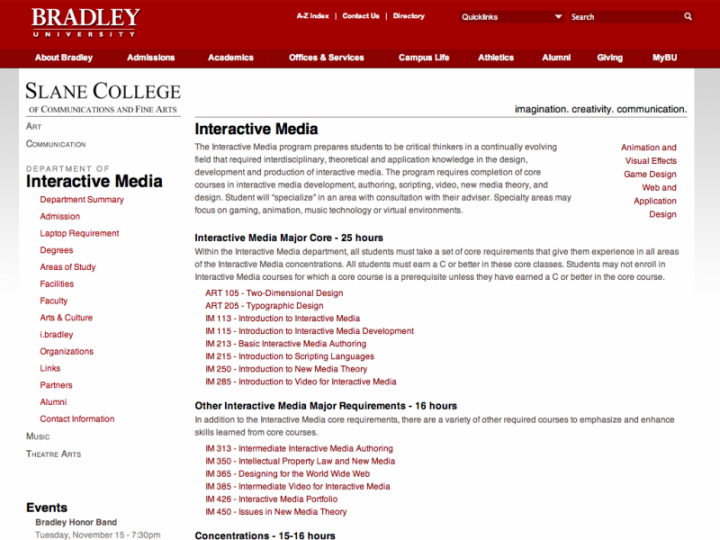 BRADLEY
UNIVERSITY
A-Z Index | Contact Us | Directory
Quicklinks
Search
About Bradley Admissions Academics Offices & Services Campus Life Athletics Alumni Giving MyBU
SLANE COLLEGE
OF COMMUNICATIONS AND FINE ARTS
ART
COMMUNICATION
DEPARTMENT OF
Interactive Media
Department Summary
Admission
Laptop Requirement
Degrees
Areas of Study
Facilities
Faculty
Arts & Culture
i.bradley
Organizations
Links
Partners
Alumni
Contact Information
MUSIC
THEATRE ARTS
Events
Bradley Honor Band
Tuesday, November 15 - 7:30pm
imagination. creativity. communication.
Interactive Media
The Interactive Media program prepares students to be critical thinkers in a continually evolving
field that required interdisciplinary, theoretical and application knowledge in the design,
development and production of interactive media. The program requires completion of core
courses in interactive media development, authoring, scripting, video, new media theory, and
design. Student will "specialize" in an area with consultation with their adviser. Specialty areas may
focus on gaming, animation, music technology or virtual environments.
Animation and
Visual Effects
Game Design
Web and
Application
Design
Interactive Media Major Core - 25 hours
Within the Interactive Media department, all students must take a set of core requirements that give them experience in all areas
of the Interactive Media concentrations. All students must earn a C or better in these core classes. Students may not enroll in
Interactive Media courses for which a core course is a prerequisite unless they have earned a C or better in the core course.
ART 105 - Two-Dimensional Design
ART 205 - Typographic Design
IM 113 - Introduction to Interactive Media
IM 115 - Introduction to Interactive Media Development
IM 213 - Basic Interactive Media Authoring
IM 215 - Introduction to Scripting Languages
IM 250 - Introduction to New Media Theory
IM 285 - Introduction to Video for Interactive Media
Other Interactive Media Major Requirements - 16 hours
In addition to the Interactive Media core requirements, there are a variety of other required courses to emphasize and enhance
skills learned from core courses.
IM 313 - Intermediate Interactive Media Authoring
IM 350 - Intellectual Property Law and New Media
IM 365 - Designing for the World Wide Web
IM 385 - Intermediate Video for Interactive Media
IM 426 - Interactive Media Portfolio
IM 450 - Issues in New Media Theory
Concentrations - 15-16 hours